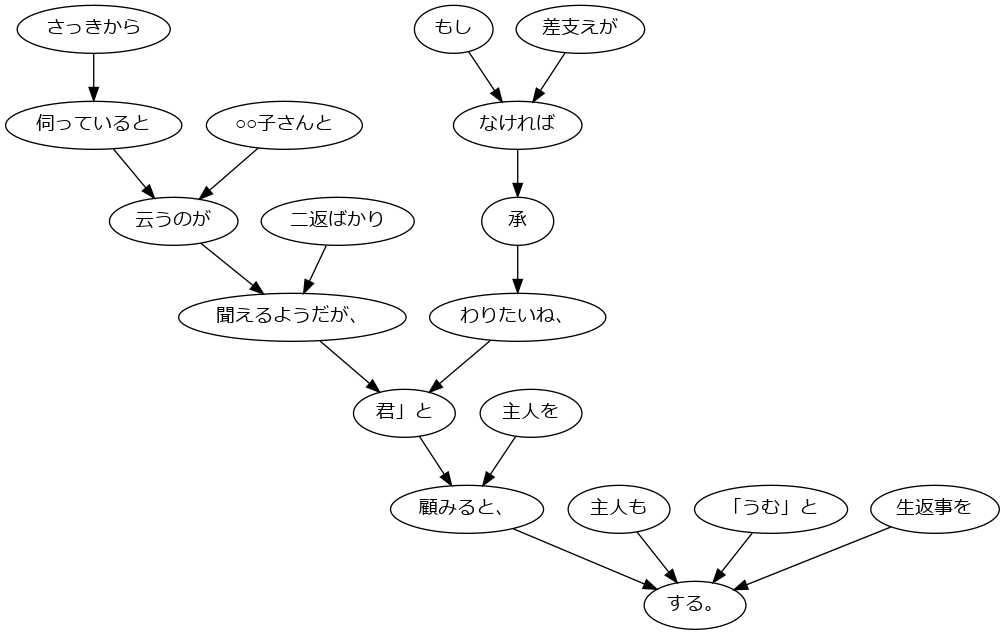 さっきから
もし
差支えが
伺っていると
○○子さんと
なければ
云うのが
二返ばかり
承
聞えるようだが、
わりたいね、
君」と
主人を
顧みると、
主人も
「うむ」と
生返事を
する。